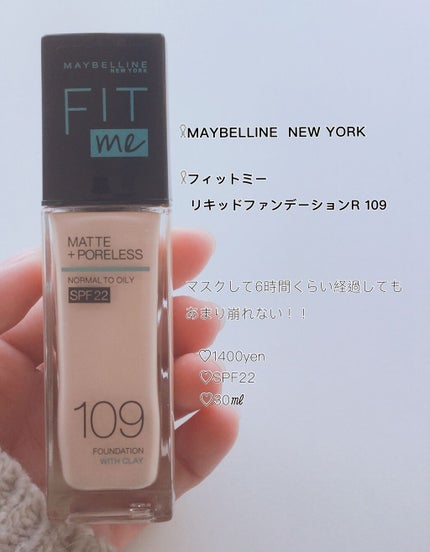 MAYBELLINE
NEW YORK
FIT
me
MATTE
+PORELESS
NORMAL TO OILY
SPF 22
109
FOUNDATION
WITH CLAY
MAYBELLINE NEW YORK
フィットミー
リキッドファンデーションR 109
マスクして6時間くらい経過しても
あまり崩れない！！
♡1400yen
♡SPF22
♡30㎖